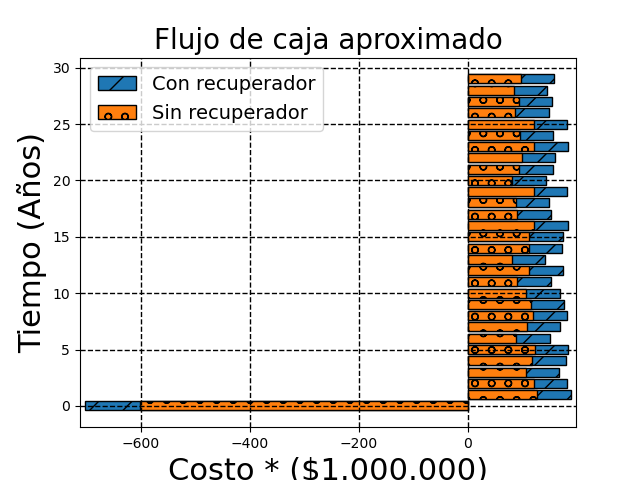 Flujo de caja aproximado
Con recuperador
Sin recuperador
Tiempo (Años)
30
25
20
15
10
5
0
−600
−400
−200
0
Costo * ($1.000.000)